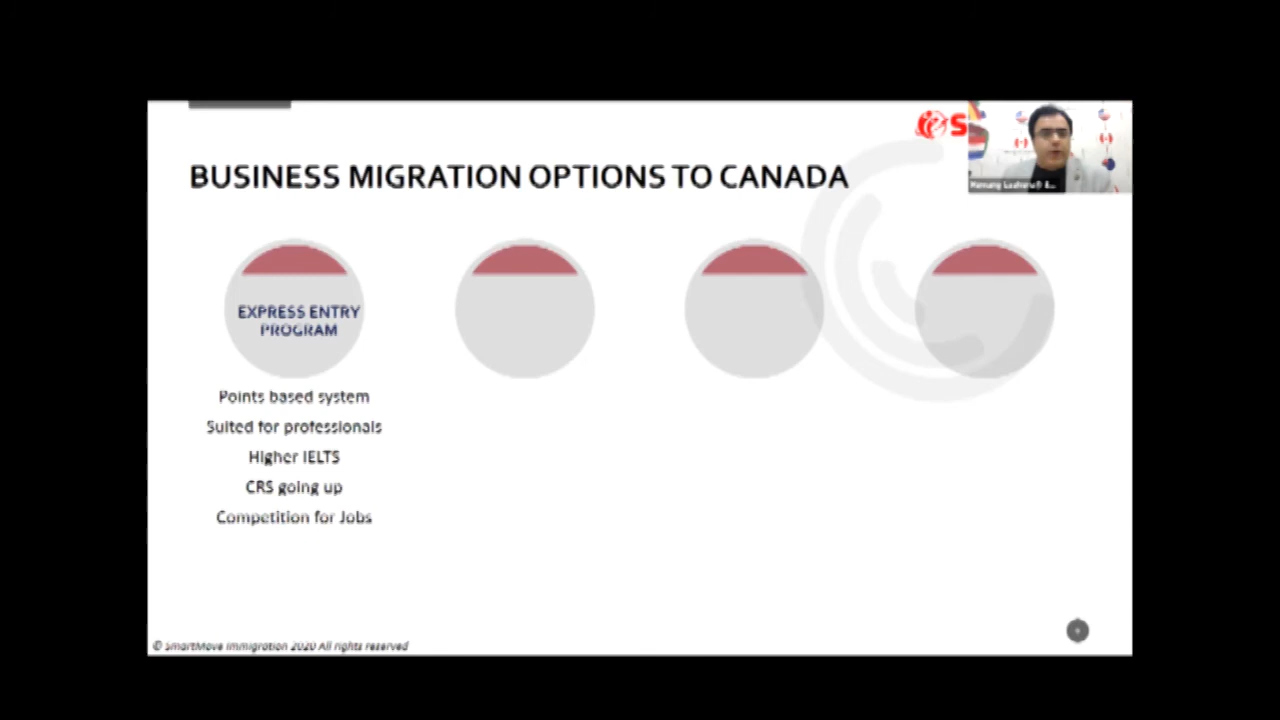 S
BUSINESS MIGRATION OPTIONS TO CANADA
EXPRESS ENTRY
PROGRAM
Points based system
Suited for professionals
Higher IELTS
CRS going up
Competition for Jobs
© SmartMove Immigration 2020 All rights reserved